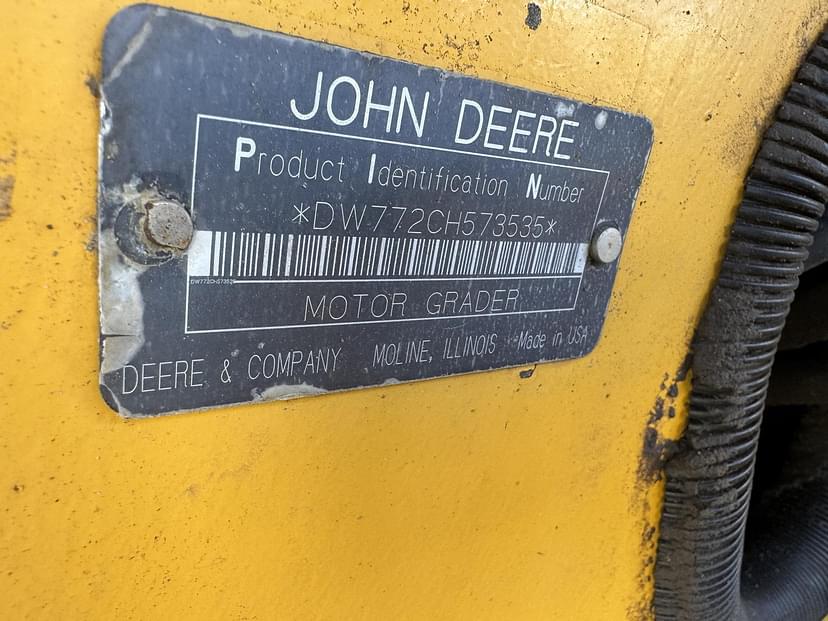 JOHN DEERE
Product Identification Number
*DW772CH573535*
MOTOR GRADER
DEERE & COMPANY MOLINE, ILLINOIS Made in USA